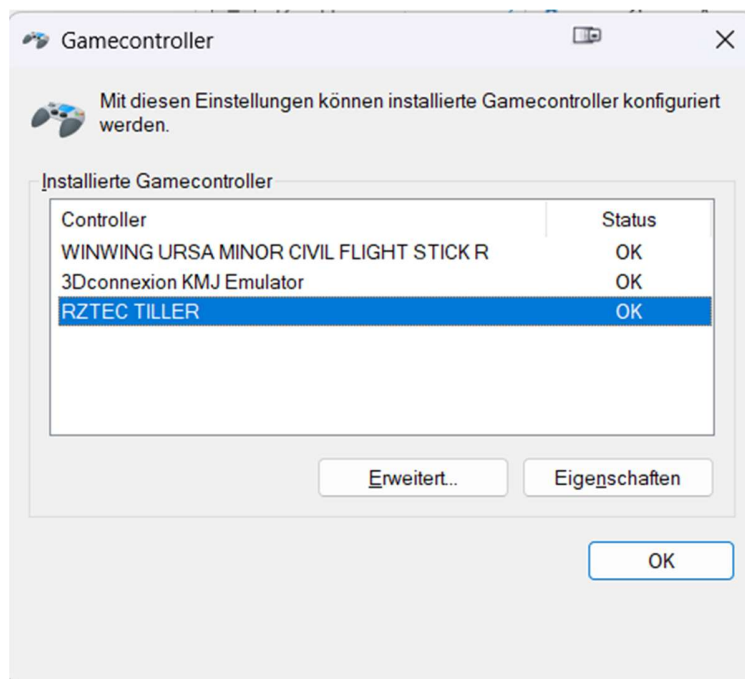 Gamecontroller
Mit diesen Einstellungen können installierte Gamecontroller konfiguriert
werden.
Installierte Gamecontroller
Controller Status
WINWING URSA MINOR CIVIL FLIGHT STICK R OK
3Dconnexion KMJ Emulator OK
RZTEC TILLER OK
Erweitert... Eigenschaften
OK